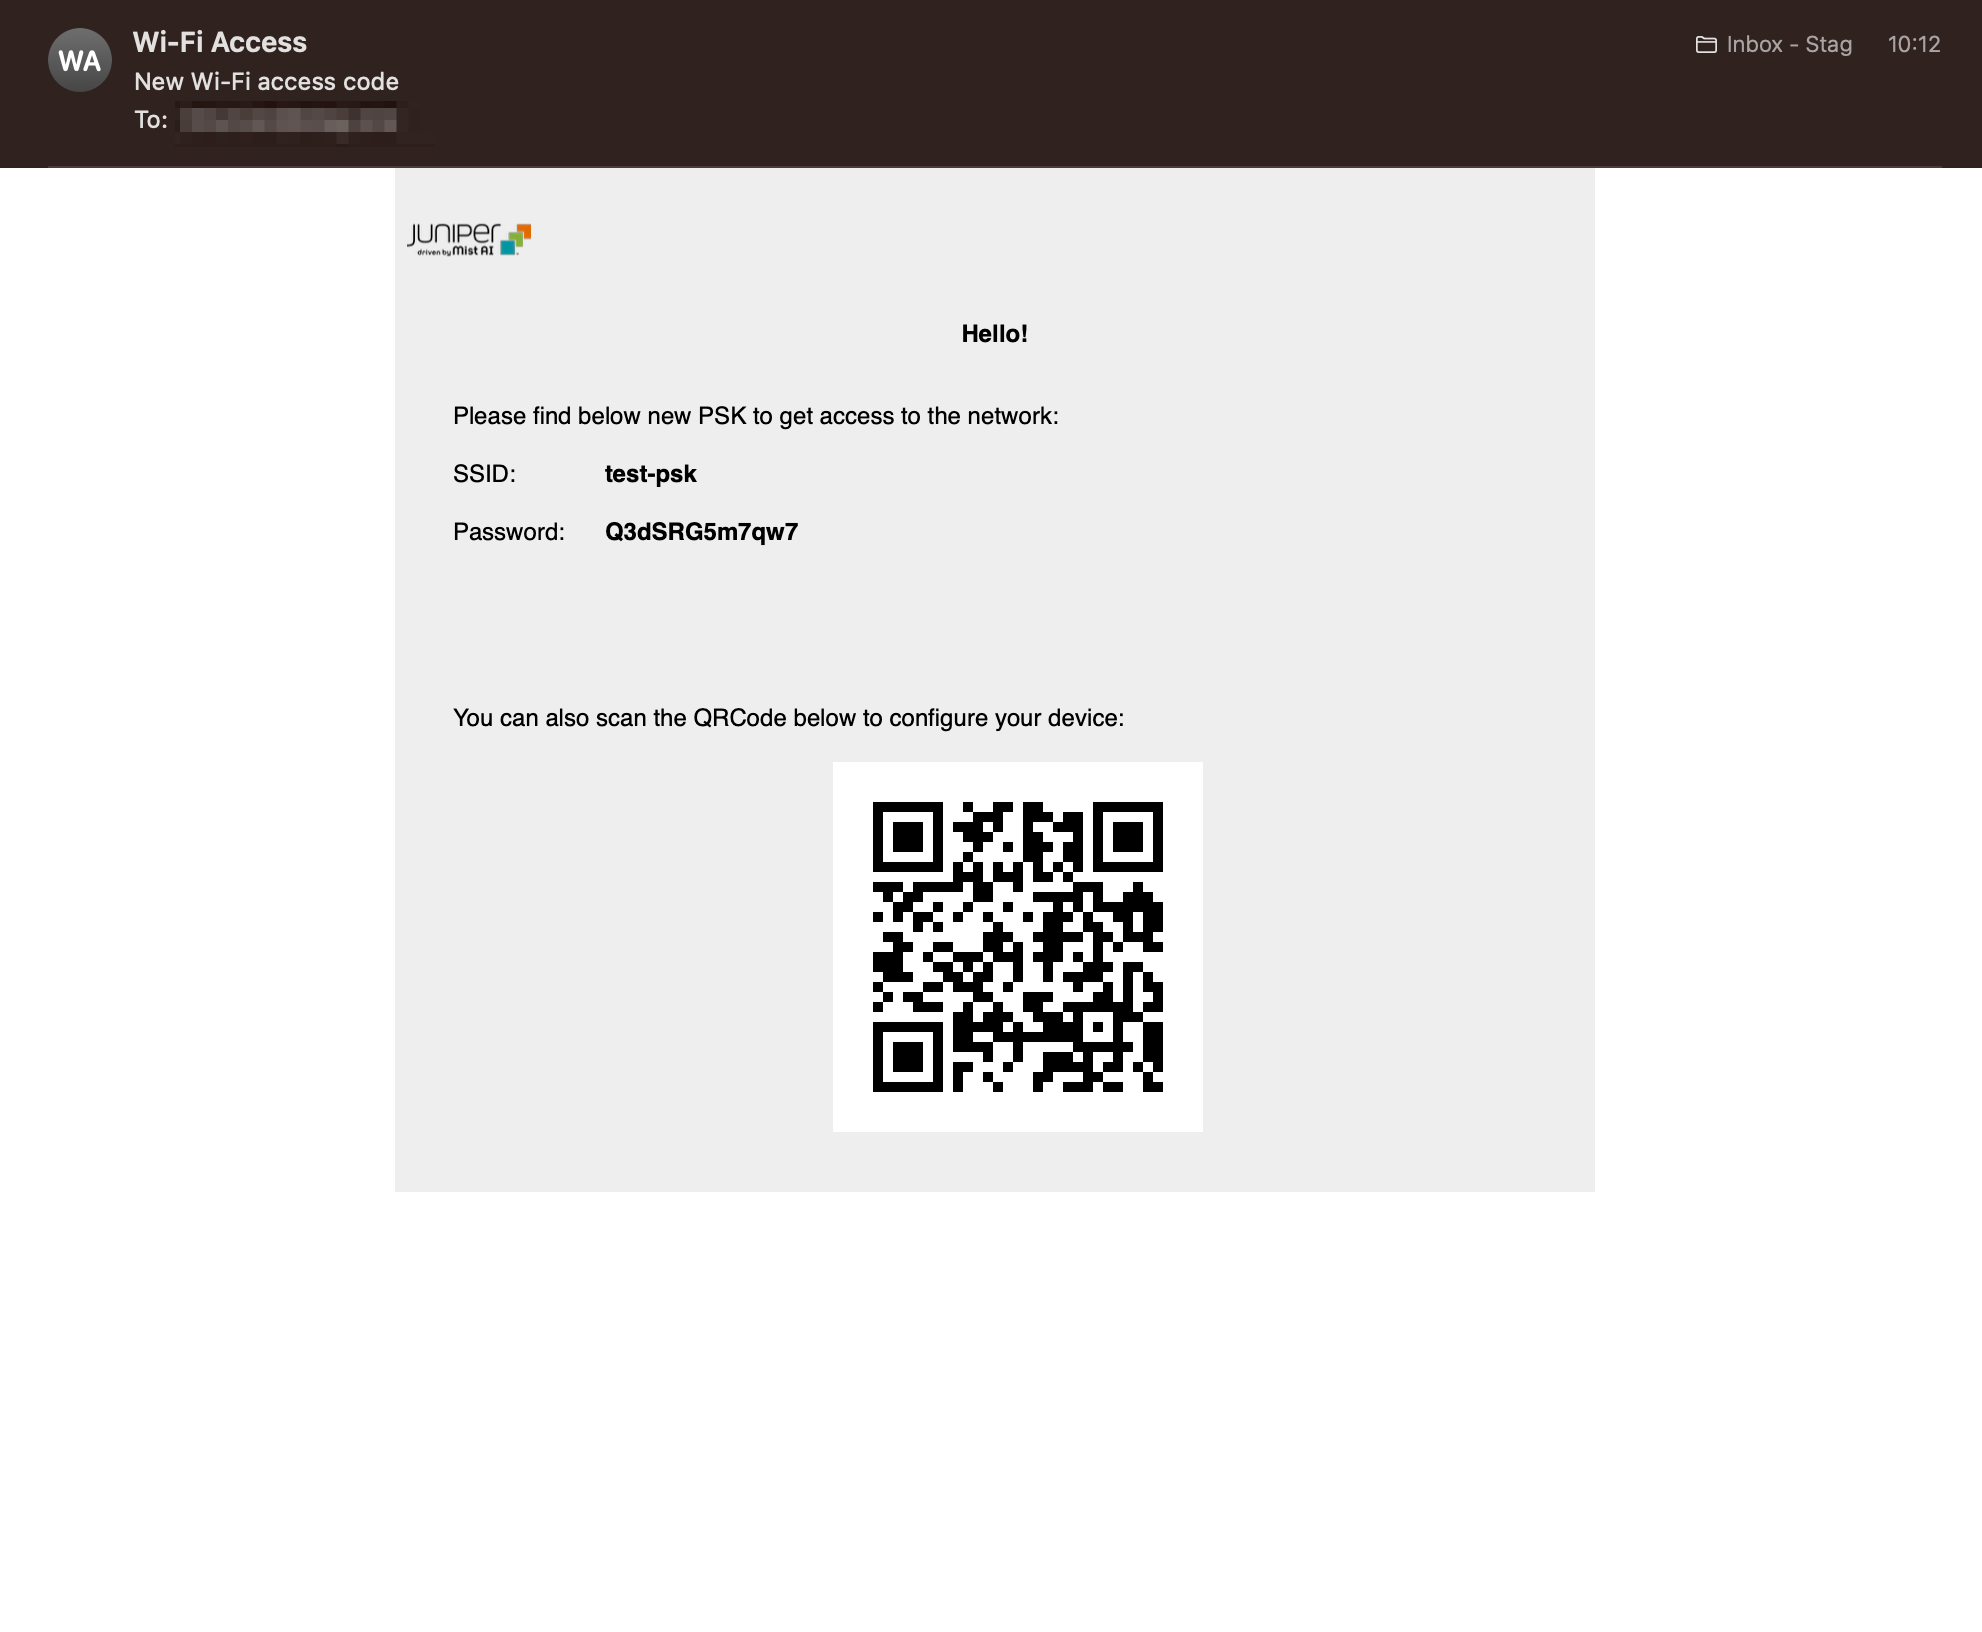 WA
Wi-Fi Access
Inbox - Stag 10:12
New Wi-Fi access code
To:
JUNIPer
driven by Mist AI
Hello!
Please find below new PSK to get access to the network:
SSID: test-psk
Password: Q3dSRG5m7qw7
You can also scan the QRCode below to configure your device: